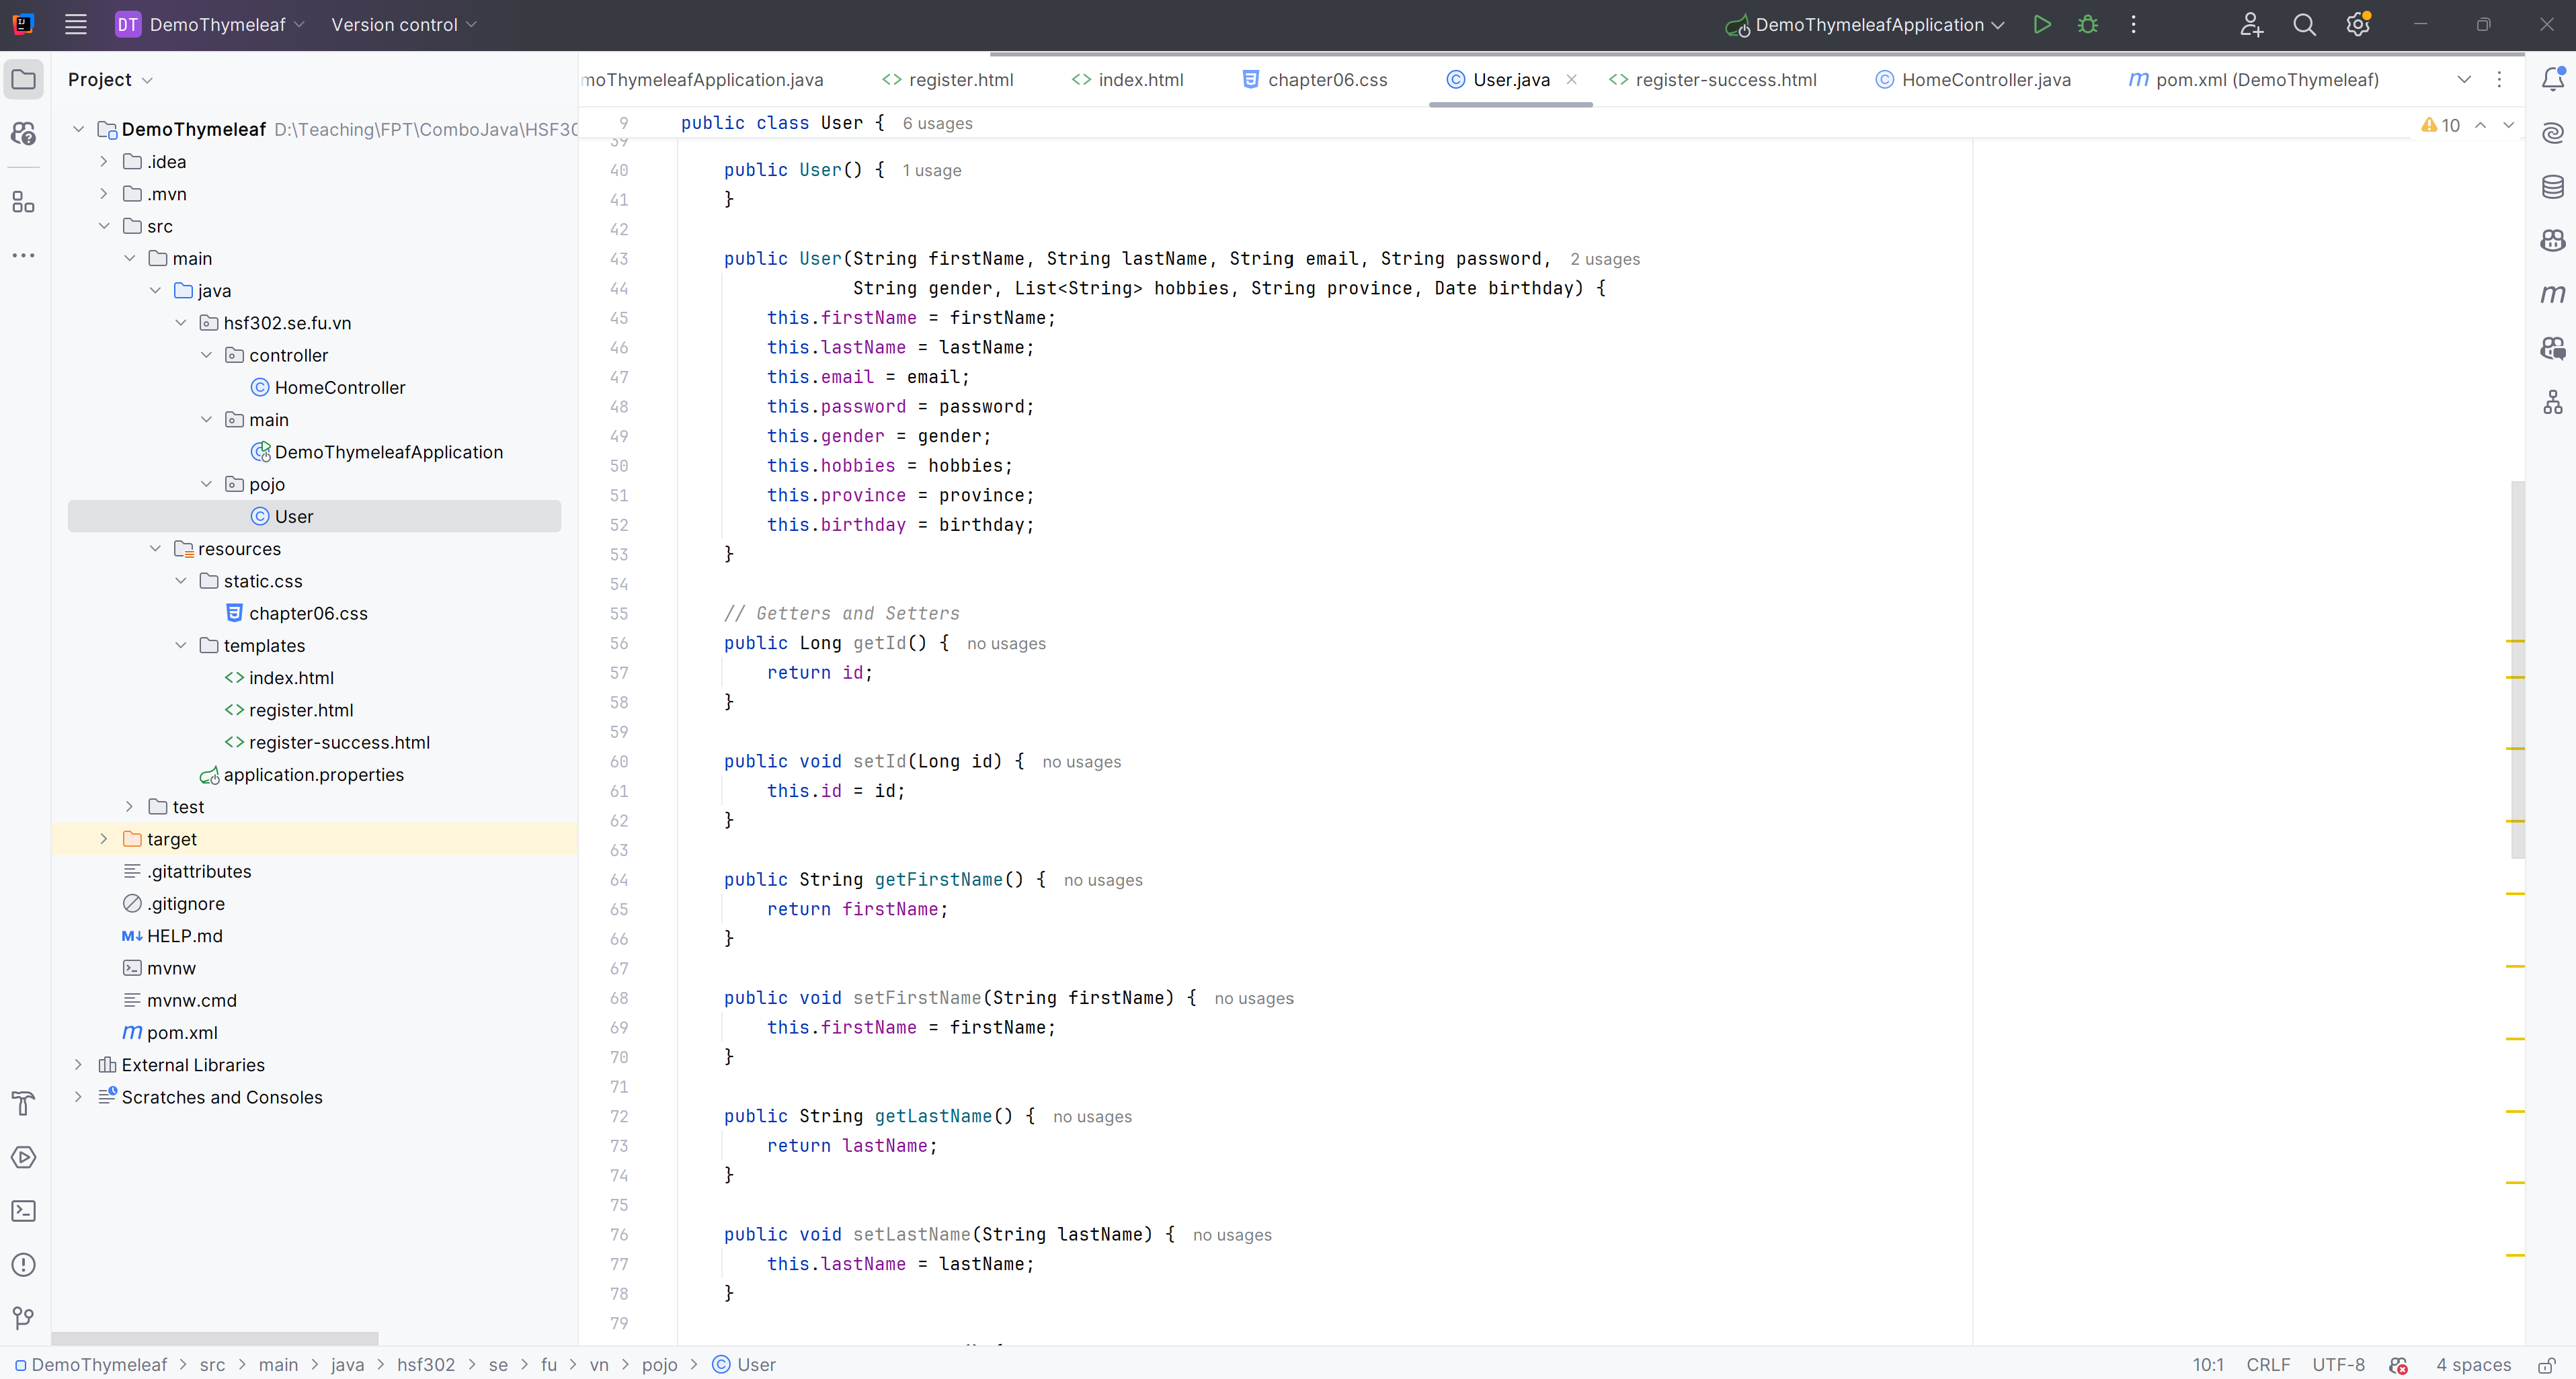 DT DemoThymeleaf Version control DemoThymeleafApplication
Project
moThymeleafApplication.java register.html index.html chapter06.css User.java register-success.html HomeController.java pom.xml (DemoThymeleaf)
DemoThymeleaf D:\Teaching\FPT\ComboJava\HSF30
.idea
.mvn
src
main
java
hsf302.se.fu.vn
controller
HomeController
main
DemoThymeleafApplication
pojo
User
resources
static.css
chapter06.css
templates
index.html
register.html
register-success.html
application.properties
test
target
.gitattributes
.gitignore
HELP.md
mvnw
mvnw.cmd
pom.xml
External Libraries
Scratches and Consoles
9 public class User { 6 usages
10
39
40 public User() { 1 usage
41 }
42
43 public User(String firstName, String lastName, String email, String password, 2 usages
44 String gender, List<String> hobbies, String province, Date birthday) {
45 this.firstName = firstName;
46 this.lastName = lastName;
47 this.email = email;
48 this.password = password;
49 this.gender = gender;
50 this.hobbies = hobbies;
51 this.province = province;
52 this.birthday = birthday;
53 }
54
55 // Getters and Setters
56 public Long getId() { no usages
57 return id;
58 }
59
60 public void setId(Long id) { no usages
61 this.id = id;
62 }
63
64 public String getFirstName() { no usages
65 return firstName;
66 }
67
68 public void setFirstName(String firstName) { no usages
69 this.firstName = firstName;
70 }
71
72 public String getLastName() { no usages
73 return lastName;
74 }
75
76 public void setLastName(String lastName) { no usages
77 this.lastName = lastName;
78 }
79
DemoThymeleaf > src > main > java > hsf302 > se > fu > vn > pojo > User
10:1 CRLF UTF-8 4 spaces